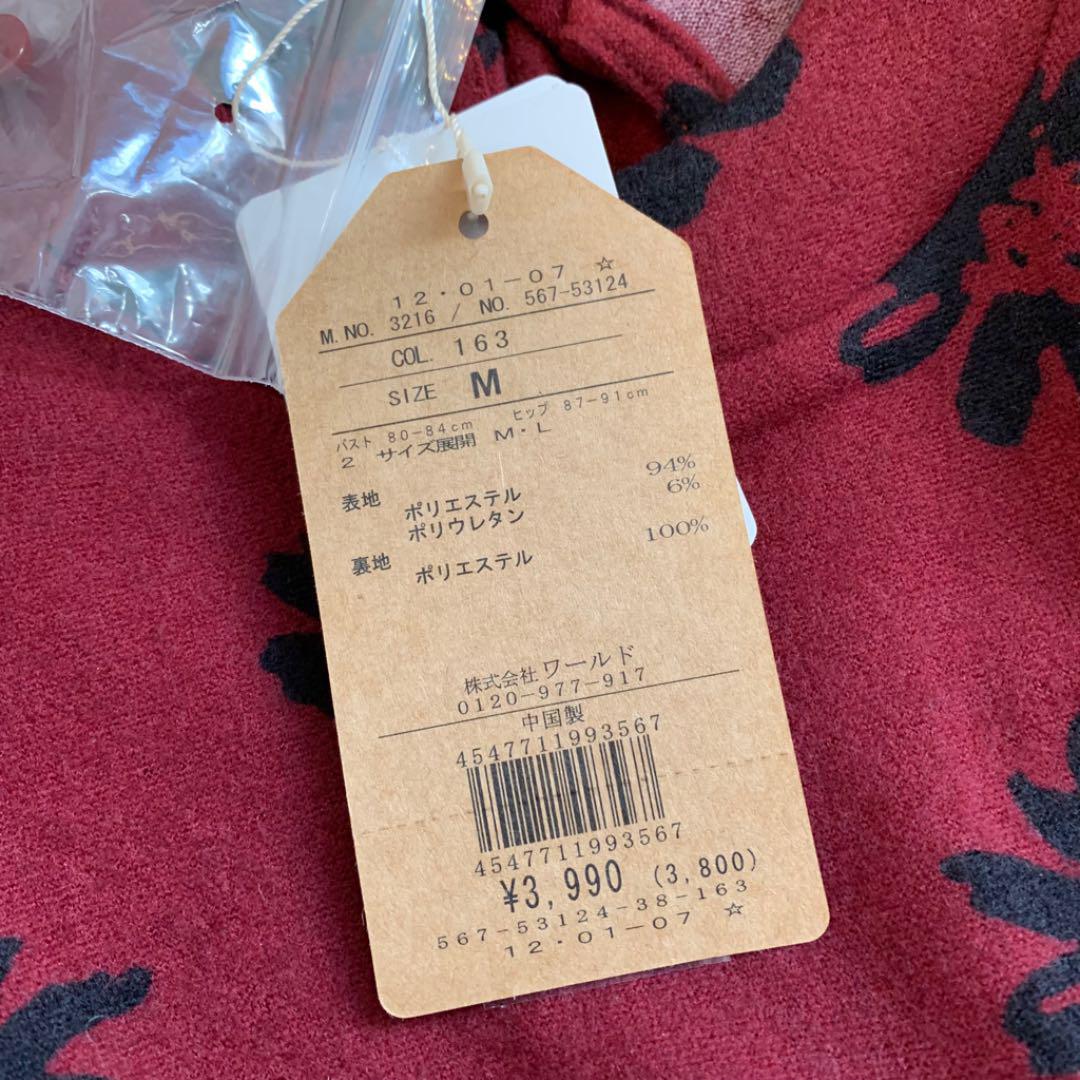 12・01−07 ☆
M.NO. 3216 / NO. 567-53124
COL. 163
SIZE M
バスト 80−84cm ヒップ 87−91cm
2 サイズ展開 M・L
表地 ポリエステル 94%
ポリウレタン 6%
裏地 ポリエステル 100%
株式会社ワールド
0120−977−917
中国製
4547711993567
4547711993567
¥3,990 (3,800)
567−53124−38−163
12・01−07 ☆